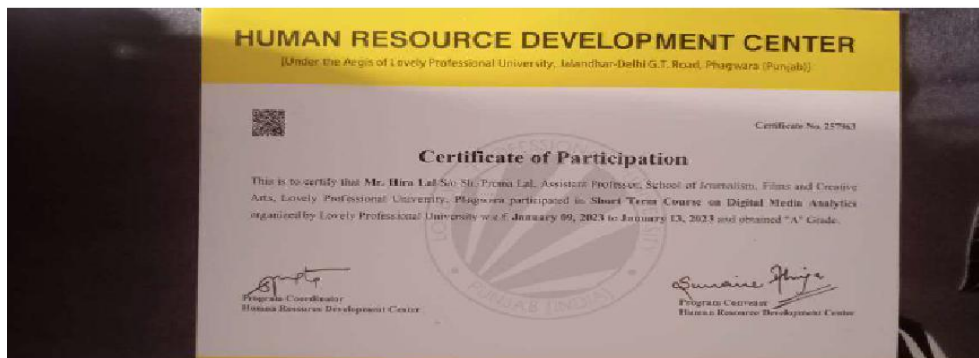 HUMAN RESOURCE DEVELOPMENT CENTER
[Under the Aegis of Lovely Professional University, Jalandhar-Delhi G.T. Road, Phagwara (Punjab)]
Certificate No. 257963
Certificate of Participation
This is to certify that Mr. Hira Lal S/o Sh. Prema Lal, Assistant Professor, School of Journalism, Films and Creative
Arts, Lovely Professional University, Phagwara participated in Short Term Course on Digital Media Analytics
organized by Lovely Professional University w.e.f. January 09, 2023 to January 13, 2023 and obtained "A" Grade.
Program Coordinator
Human Resource Development Center
Program Convener
Human Resource Development Center
PUNJAB (INDIA)